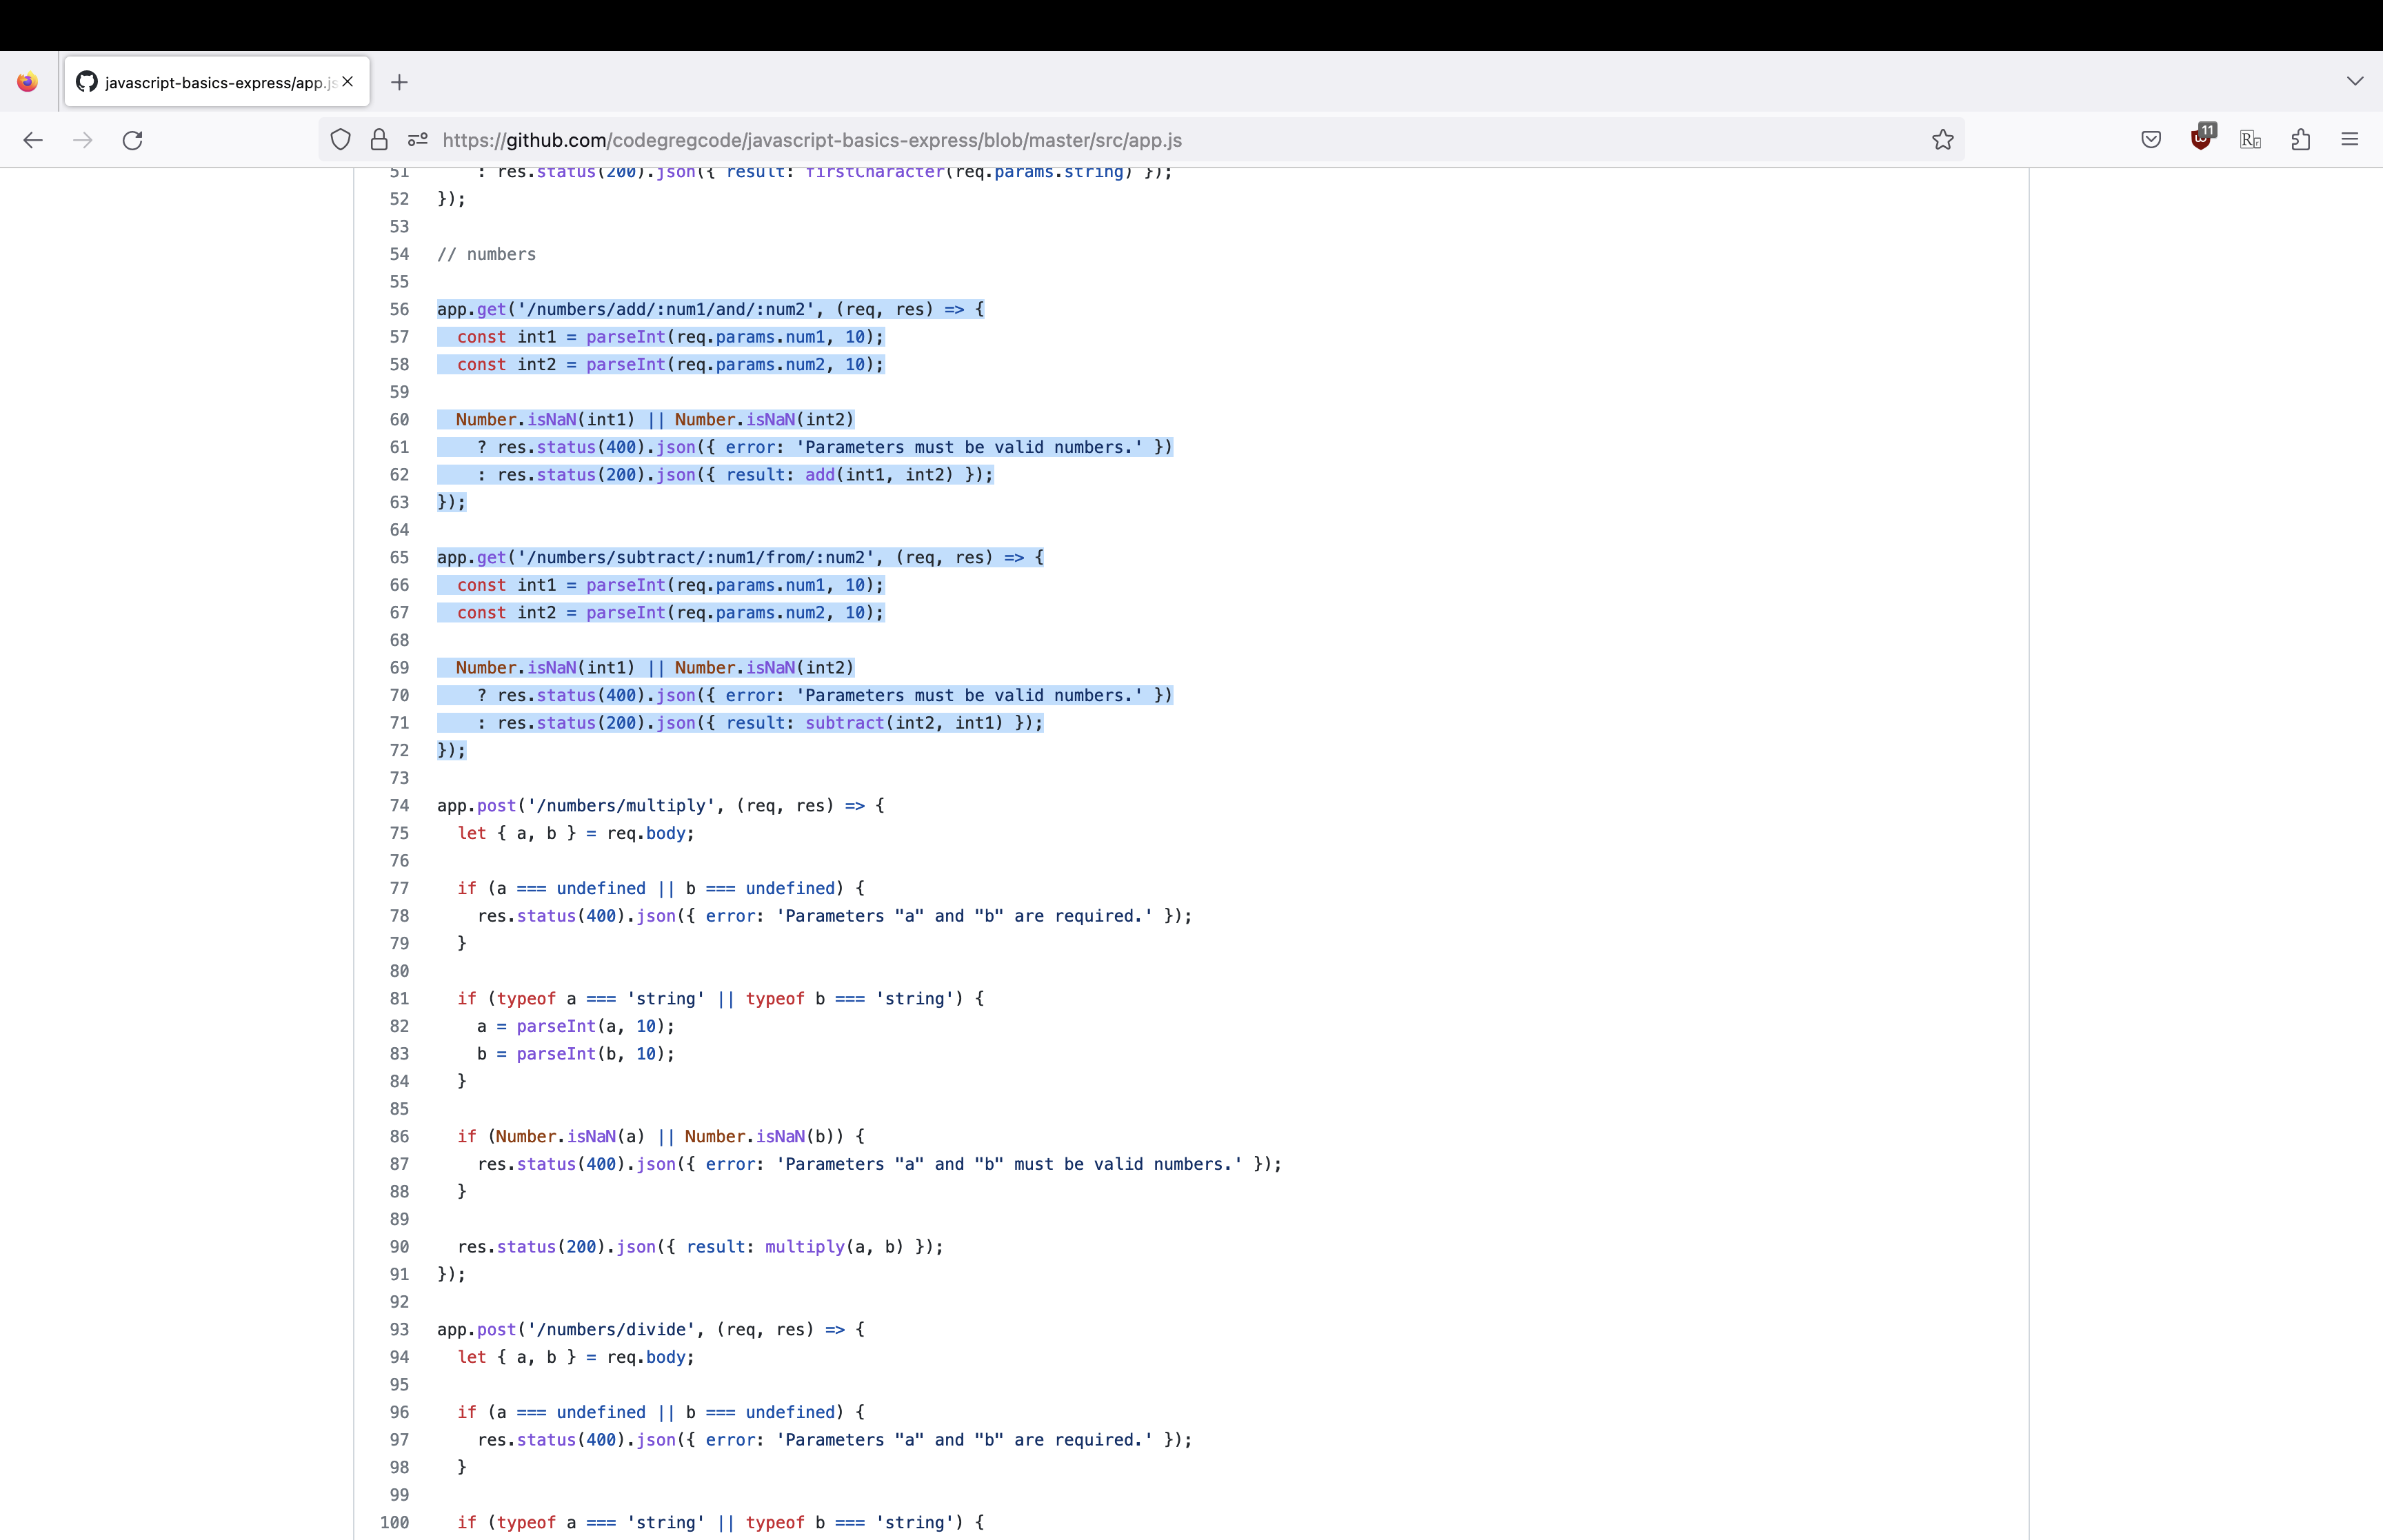 javascript-basics-express/app.js
https://github.com/codegregcode/javascript-basics-express/blob/master/src/app.js
11
51 : res.status(200).json({ result: firstCharacter(req.params.string) });
52 });
53
54 // numbers
55
56 app.get('/numbers/add/:num1/and/:num2', (req, res) => {
57 const int1 = parseInt(req.params.num1, 10);
58 const int2 = parseInt(req.params.num2, 10);
59
60 Number.isNaN(int1) || Number.isNaN(int2)
61 ? res.status(400).json({ error: 'Parameters must be valid numbers.' })
62 : res.status(200).json({ result: add(int1, int2) });
63 });
64
65 app.get('/numbers/subtract/:num1/from/:num2', (req, res) => {
66 const int1 = parseInt(req.params.num1, 10);
67 const int2 = parseInt(req.params.num2, 10);
68
69 Number.isNaN(int1) || Number.isNaN(int2)
70 ? res.status(400).json({ error: 'Parameters must be valid numbers.' })
71 : res.status(200).json({ result: subtract(int2, int1) });
72 });
73
74 app.post('/numbers/multiply', (req, res) => {
75 let { a, b } = req.body;
76
77 if (a === undefined || b === undefined) {
78 res.status(400).json({ error: 'Parameters "a" and "b" are required.' });
79 }
80
81 if (typeof a === 'string' || typeof b === 'string') {
82 a = parseInt(a, 10);
83 b = parseInt(b, 10);
84 }
85
86 if (Number.isNaN(a) || Number.isNaN(b)) {
87 res.status(400).json({ error: 'Parameters "a" and "b" must be valid numbers.' });
88 }
89
90 res.status(200).json({ result: multiply(a, b) });
91 });
92
93 app.post('/numbers/divide', (req, res) => {
94 let { a, b } = req.body;
95
96 if (a === undefined || b === undefined) {
97 res.status(400).json({ error: 'Parameters "a" and "b" are required.' });
98 }
99
100 if (typeof a === 'string' || typeof b === 'string') {